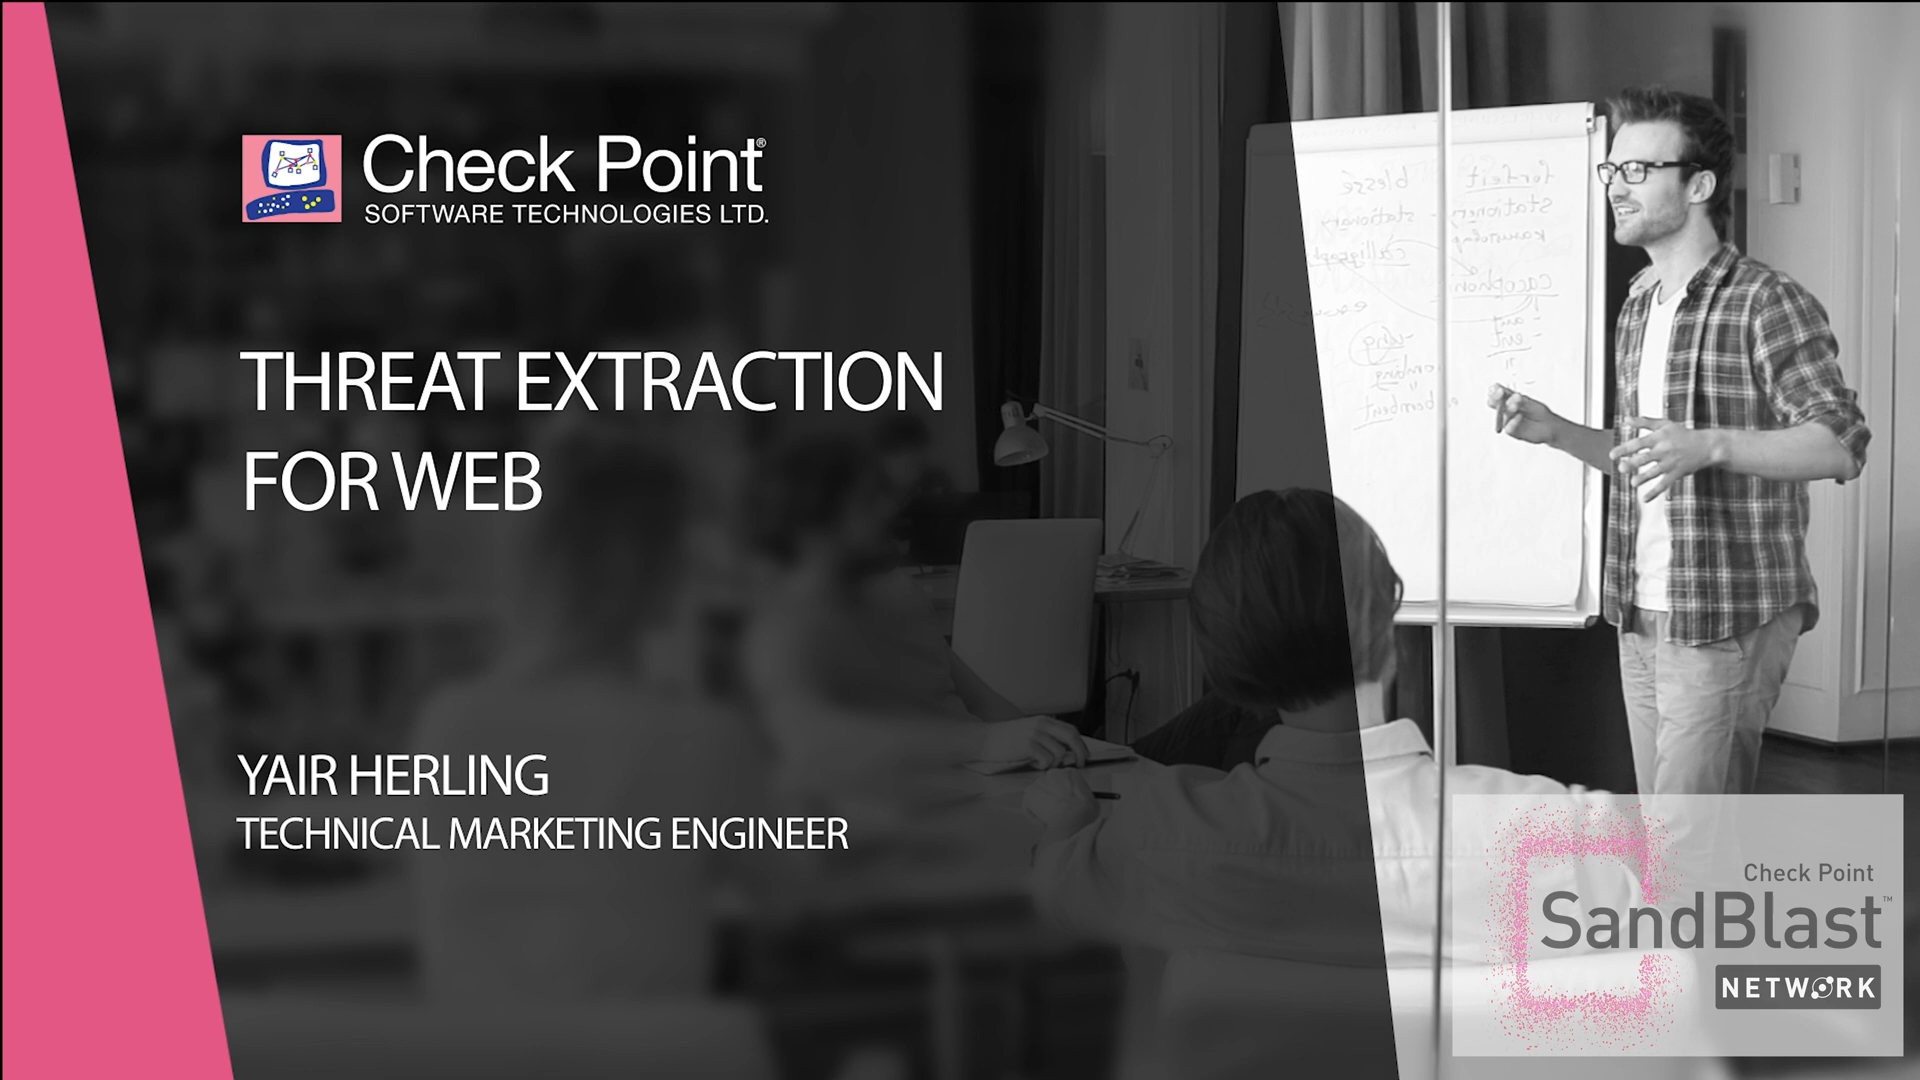 Check Point®
SOFTWARE TECHNOLOGIES LTD.
THREAT EXTRACTION
FOR WEB
YAIR HERLING
TECHNICAL MARKETING ENGINEER
Check Point
SandBlast™
NETWORK